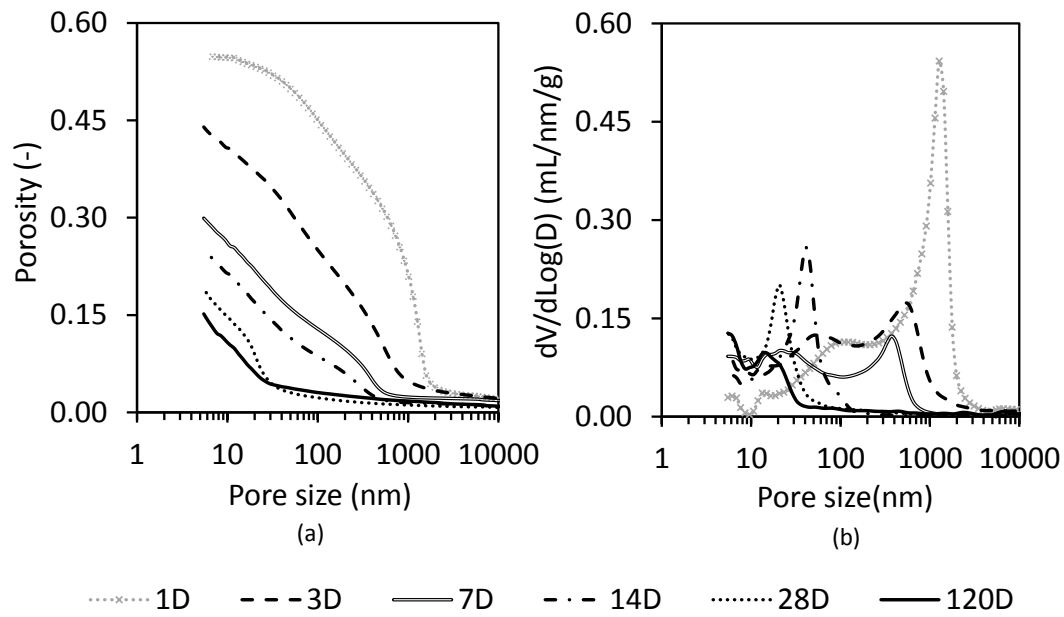 0.60
0.45
0.30
0.15
0.00
Porosity (-)
1 10 100 1000 10000
Pore size (nm)
(a)
0.60
0.45
0.30
0.15
0.00
dV/dLog(D) (mL/nm/g)
1 10 100 1000 10000
Pore size(nm)
(b)
1D 3D 7D 14D 28D 120D